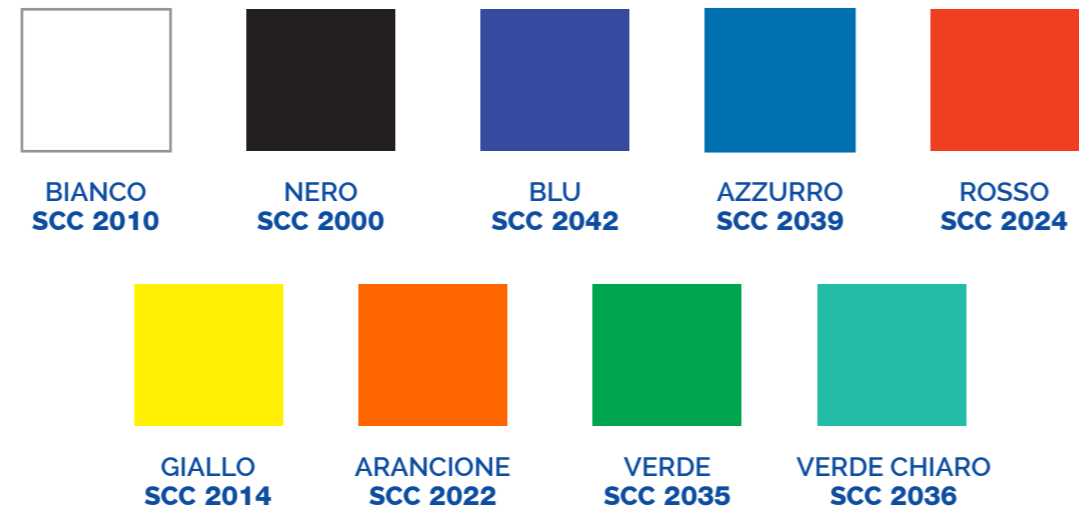 BIANCO
SCC 2010
NERO
SCC 2000
BLU
SCC 2042
AZZURRO
SCC 2039
ROSSO
SCC 2024
GIALLO
SCC 2014
ARANCIONE
SCC 2022
VERDE
SCC 2035
VERDE CHIARO
SCC 2036